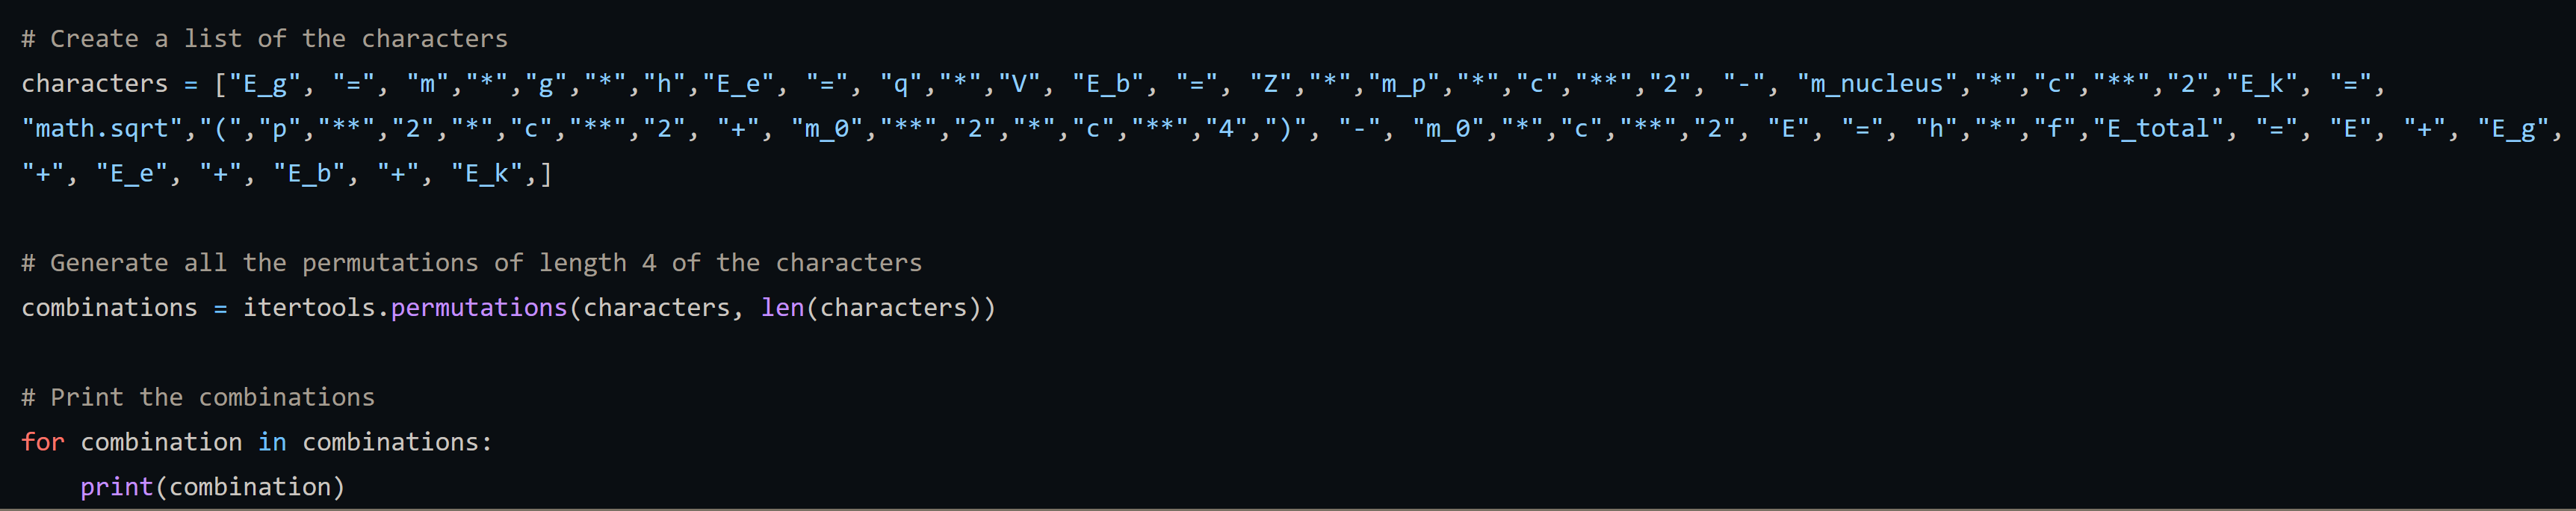 # Create a list of the characters
characters = ["E_g", "=", "m","*","g","*","h","E_e", "=", "q","*","V", "E_b", "=", "Z","*","m_p","*","c","**","2", "-", "m_nucleus","*","c","**","2","E_k", "=",
"math.sqrt","(","p","**","2","*","c","**","2", "+", "m_0","**","2","*","c","**","4",")", "-", "m_0","*","c","**","2", "E", "=", "h","*","f","E_total", "=", "E", "+", "E_g",
"+", "E_e", "+", "E_b", "+", "E_k",]
# Generate all the permutations of length 4 of the characters
combinations = itertools.permutations(characters, len(characters))
# Print the combinations
for combination in combinations:
    print(combination)